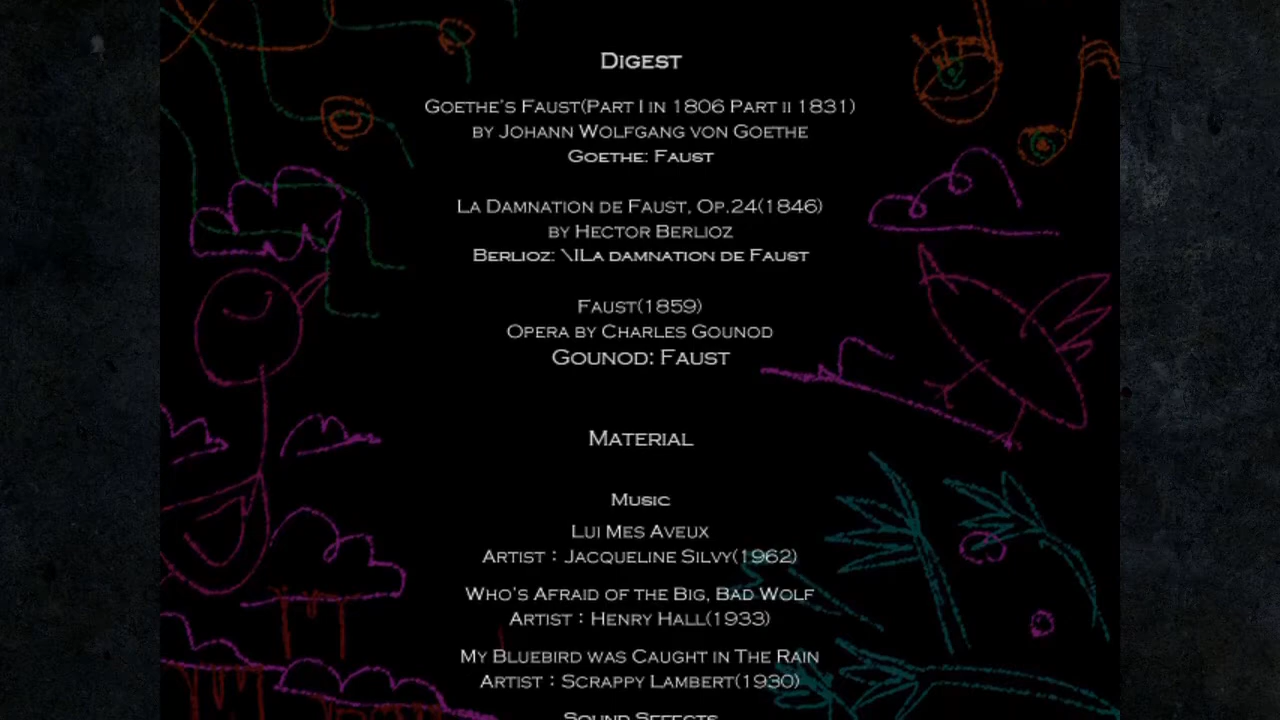 Digest
Goethe's Faust(Part I in 1806 Part ii 1831)
by Johann Wolfgang von Goethe
Goethe: Faust
La Damnation de Faust, Op.24(1846)
by Hector Berlioz
Berlioz: \lLa damnation de Faust
Faust(1859)
Opera by Charles Gounod
Gounod: Faust
Material
Music
Lui Mes Aveux
Artist : Jacqueline Silvy(1962)
Who's Afraid of the Big, Bad Wolf
Artist : Henry Hall(1933)
My Bluebird was Caught in The Rain
Artist : Scrappy Lambert(1930)
Sound Effects